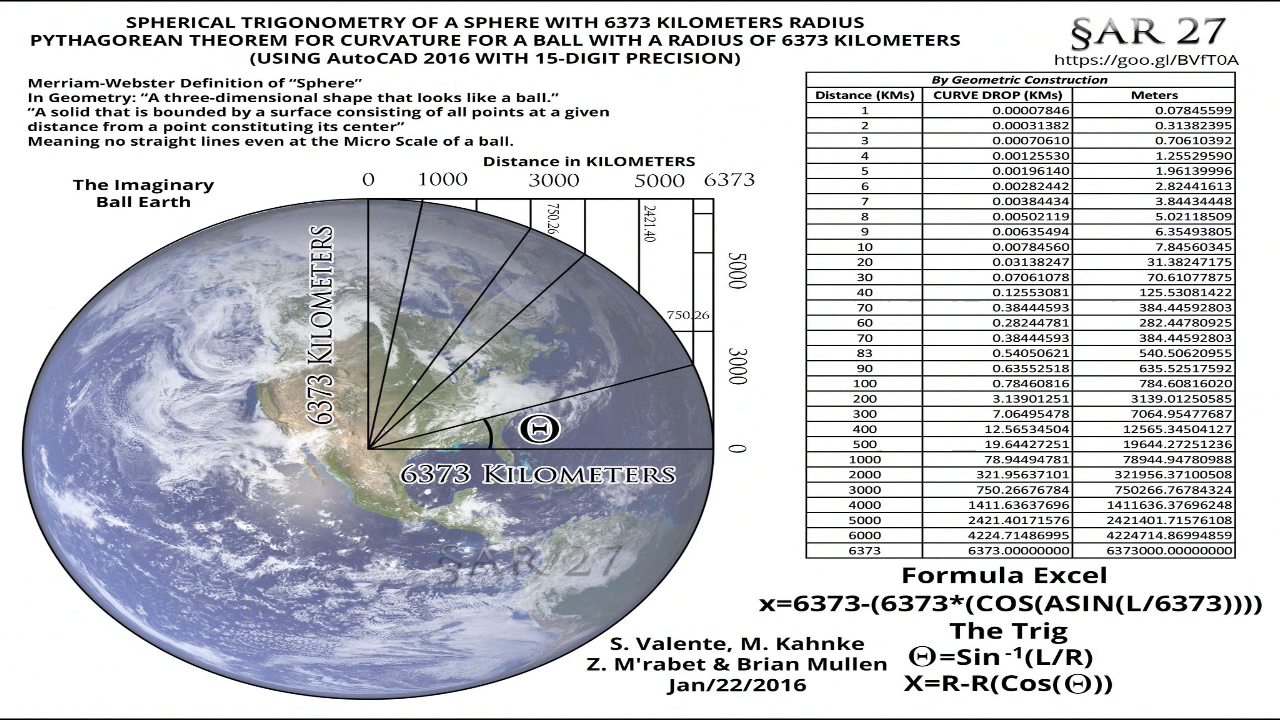 SPHERICAL TRIGONOMETRY OF A SPHERE WITH 6373 KILOMETERS RADIUS
PYTHAGOREAN THEOREM FOR CURVATURE FOR A BALL WITH A RADIUS OF 6373 KILOMETERS
(USING AutoCAD 2016 WITH 15-DIGIT PRECISION)
§AR 27
https://goo.gl/BVfT0A
Merriam-Webster Definition of “Sphere”
In Geometry: “A three-dimensional shape that looks like a ball.”
“A solid that is bounded by a surface consisting of all points at a given
distance from a point constituting its center”
Meaning no straight lines even at the Micro Scale of a ball.
The Imaginary
Ball Earth
Distance in KILOMETERS
0 1000 3000 5000 6373
750.26
2421.40
5000
750.26
3000
0
6373 KILOMETERS
Θ
6373 KILOMETERS
§AR 27
By Geometric Construction
Distance (KMs) CURVE DROP (KMs) Meters
1 0.00007846 0.07845599
2 0.00031382 0.31382395
3 0.00070610 0.70610392
4 0.00125530 1.25529590
5 0.00196140 1.96139996
6 0.00282442 2.82441613
7 0.00384434 3.84434448
8 0.00502119 5.02118509
9 0.00635494 6.35493805
10 0.00784560 7.84560345
20 0.03138247 31.38247175
30 0.07061078 70.61077875
40 0.12553081 125.53081422
70 0.38444593 384.44592803
60 0.28244781 282.44780925
70 0.38444593 384.44592803
83 0.54050621 540.50620955
90 0.63552518 635.52517592
100 0.78460816 784.60816020
200 3.13901251 3139.01250585
300 7.06495478 7064.95477687
400 12.56534504 12565.34504127
500 19.64427251 19644.27251236
1000 78.94494781 78944.94780988
2000 321.95637101 321956.37100508
3000 750.26676784 750266.76784324
4000 1411.63637696 1411636.37696248
5000 2421.40171576 2421401.71576108
6000 4224.71486995 4224714.86994859
6373 6373.00000000 6373000.00000000
Formula Excel
x=6373-(6373*(COS(ASIN(L/6373))))
The Trig
Θ=Sin⁻¹(L/R)
X=R-R(Cos(Θ))
S. Valente, M. Kahnke
Z. M'rabet & Brian Mullen
Jan/22/2016